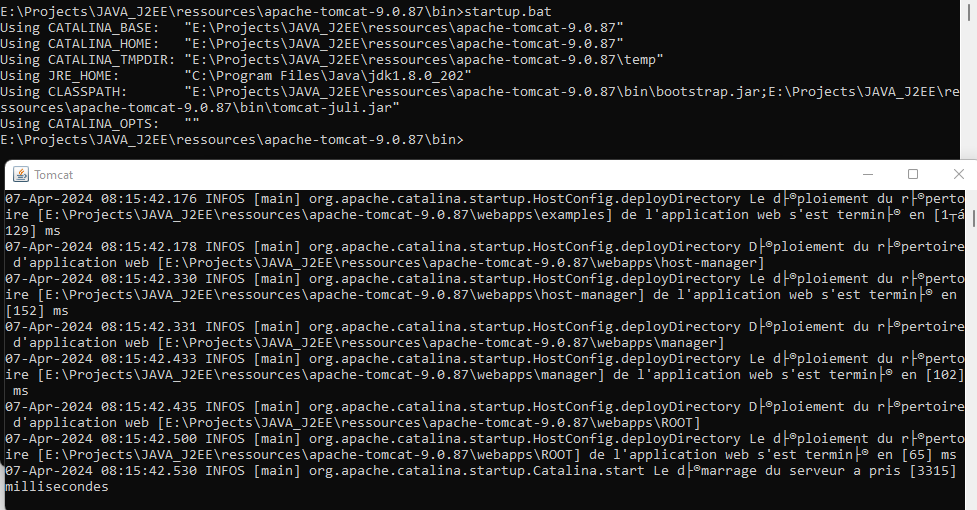 E:\Projects\JAVA_J2EE\ressources\apache-tomcat-9.0.87\bin>startup.bat
Using CATALINA_BASE:   "E:\Projects\JAVA_J2EE\ressources\apache-tomcat-9.0.87"
Using CATALINA_HOME:   "E:\Projects\JAVA_J2EE\ressources\apache-tomcat-9.0.87"
Using CATALINA_TMPDIR: "E:\Projects\JAVA_J2EE\ressources\apache-tomcat-9.0.87\temp"
Using JRE_HOME:        "C:\Program Files\Java\jdk1.8.0_202"
Using CLASSPATH:       "E:\Projects\JAVA_J2EE\ressources\apache-tomcat-9.0.87\bin\bootstrap.jar;E:\Projects\JAVA_J2EE\re
ssources\apache-tomcat-9.0.87\bin\tomcat-juli.jar"
Using CATALINA_OPTS:   ""
E:\Projects\JAVA_J2EE\ressources\apache-tomcat-9.0.87\bin>
Tomcat
07-Apr-2024 08:15:42.176 INFOS [main] org.apache.catalina.startup.HostConfig.deployDirectory Le d├®ploiement du r├®perto
ire [E:\Projects\JAVA_J2EE\ressources\apache-tomcat-9.0.87\webapps\examples] de l'application web s'est termin├® en [1┬á
129] ms
07-Apr-2024 08:15:42.178 INFOS [main] org.apache.catalina.startup.HostConfig.deployDirectory D├®ploiement du r├®pertoire
 d'application web [E:\Projects\JAVA_J2EE\ressources\apache-tomcat-9.0.87\webapps\host-manager]
07-Apr-2024 08:15:42.330 INFOS [main] org.apache.catalina.startup.HostConfig.deployDirectory Le d├®ploiement du r├®perto
ire [E:\Projects\JAVA_J2EE\ressources\apache-tomcat-9.0.87\webapps\host-manager] de l'application web s'est termin├® en
[152] ms
07-Apr-2024 08:15:42.331 INFOS [main] org.apache.catalina.startup.HostConfig.deployDirectory D├®ploiement du r├®pertoire
 d'application web [E:\Projects\JAVA_J2EE\ressources\apache-tomcat-9.0.87\webapps\manager]
07-Apr-2024 08:15:42.433 INFOS [main] org.apache.catalina.startup.HostConfig.deployDirectory Le d├®ploiement du r├®perto
ire [E:\Projects\JAVA_J2EE\ressources\apache-tomcat-9.0.87\webapps\manager] de l'application web s'est termin├® en [102]
 ms
07-Apr-2024 08:15:42.435 INFOS [main] org.apache.catalina.startup.HostConfig.deployDirectory D├®ploiement du r├®pertoire
 d'application web [E:\Projects\JAVA_J2EE\ressources\apache-tomcat-9.0.87\webapps\ROOT]
07-Apr-2024 08:15:42.500 INFOS [main] org.apache.catalina.startup.HostConfig.deployDirectory Le d├®ploiement du r├®perto
ire [E:\Projects\JAVA_J2EE\ressources\apache-tomcat-9.0.87\webapps\ROOT] de l'application web s'est termin├® en [65] ms
07-Apr-2024 08:15:42.530 INFOS [main] org.apache.catalina.startup.Catalina.start Le d├®marrage du serveur a pris [3315]
millisecondes